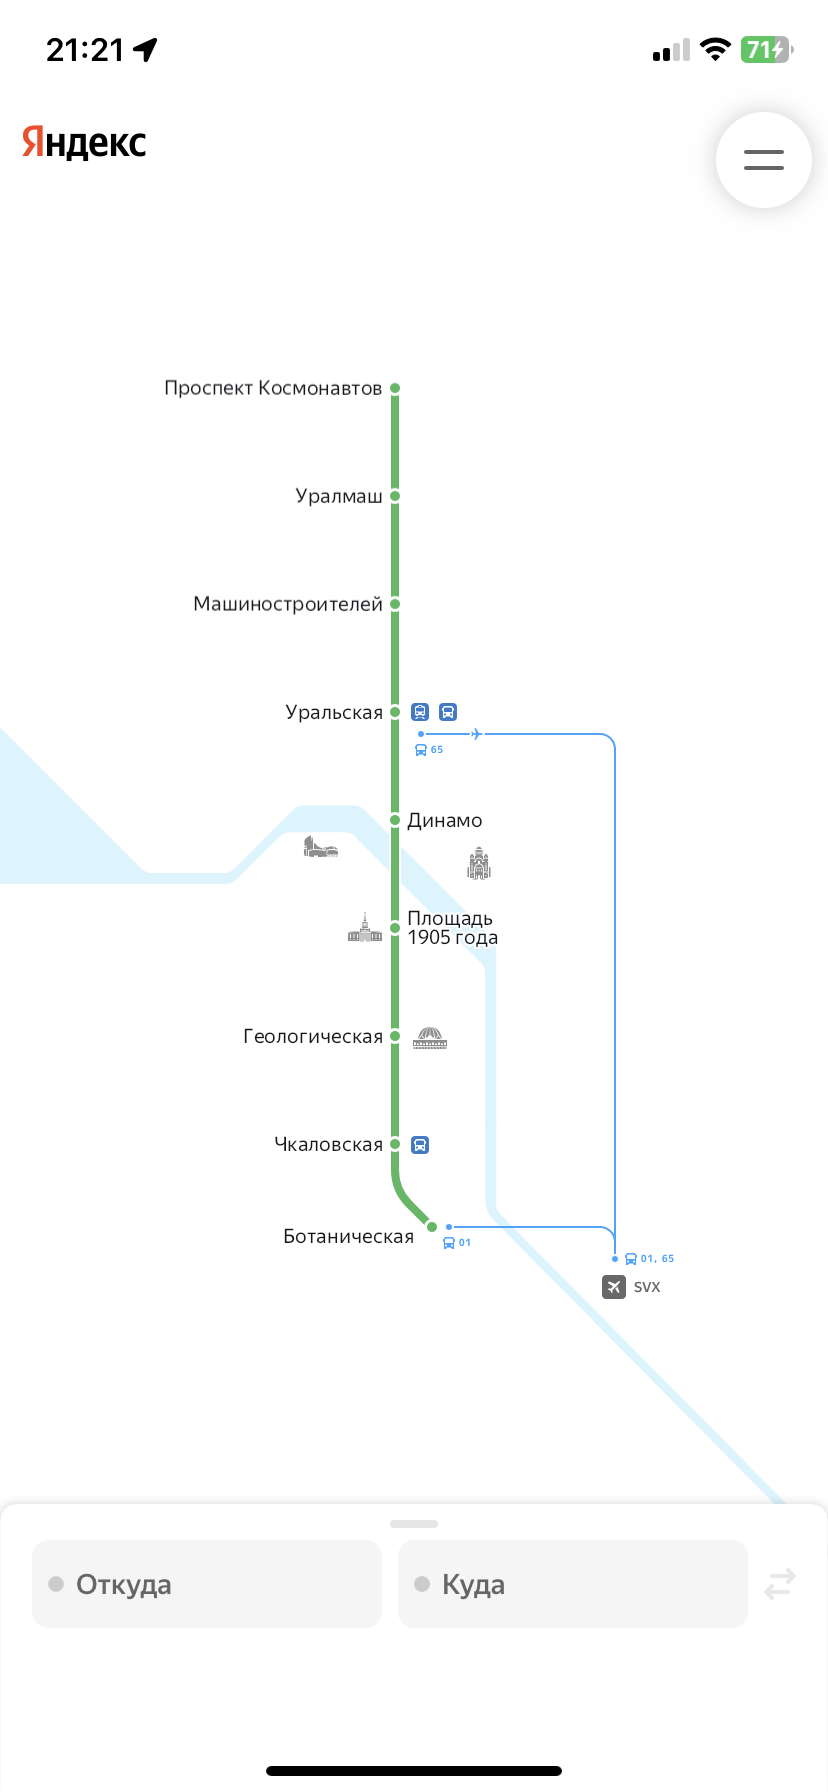 21:21
71
Яндекс
Проспект Космонавтов
Уралмаш
Машиностроителей
Уральская
65
Динамо
Площадь
1905 года
Геологическая
Чкаловская
Ботаническая
01
01, 65
SVX
Откуда
Куда